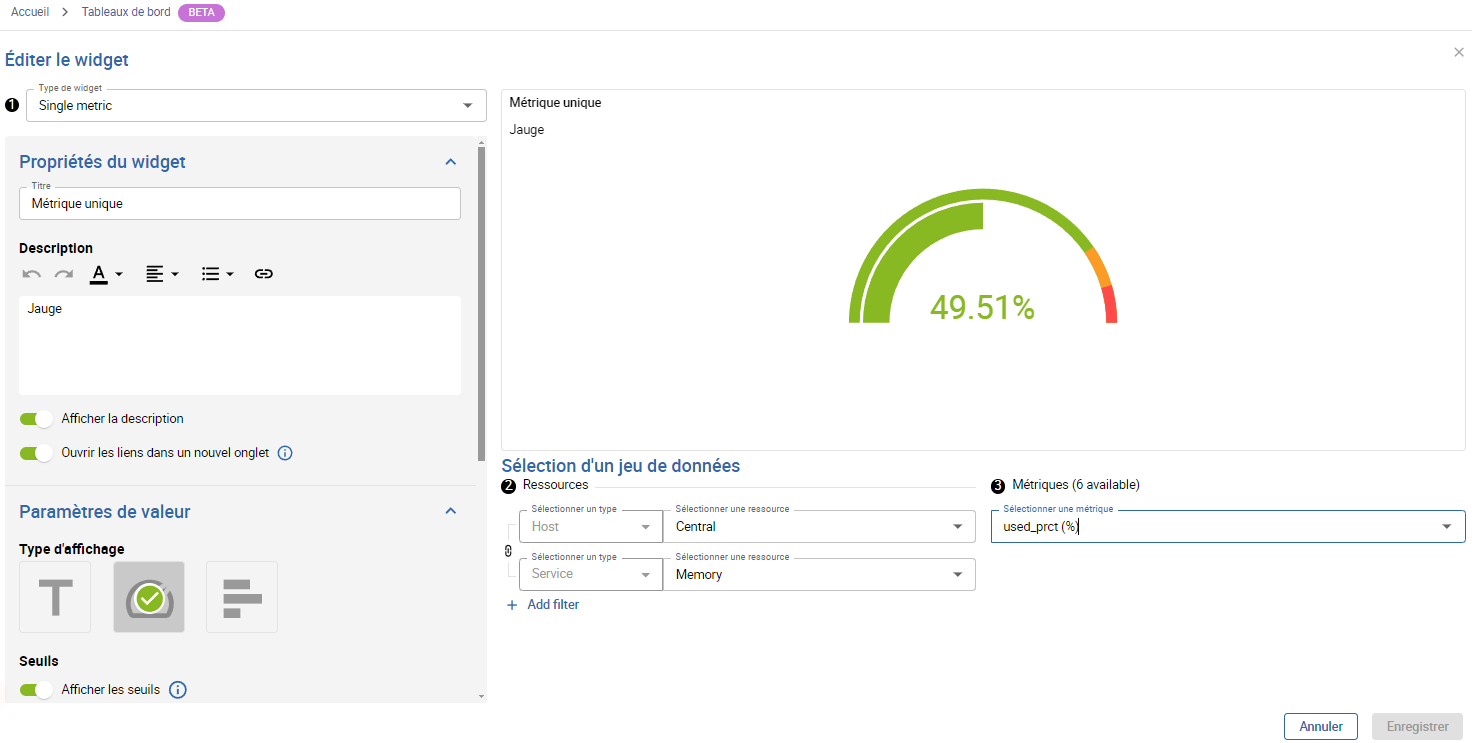 Accueil > Tableaux de bord BETA
Éditer le widget
1
Type de widget
Single metric
Propriétés du widget
Titre
Métrique unique
Description
A
Jauge
Afficher la description
Ouvrir les liens dans un nouvel onglet
Paramètres de valeur
Type d'affichage
T
Seuils
Afficher les seuils
Métrique unique
Jauge
49.51%
Sélection d'un jeu de données
2 Ressources
Sélectionner un type
Host
Sélectionner une ressource
Central
Sélectionner un type
Service
Sélectionner une ressource
Memory
+ Add filter
3 Métriques (6 available)
Sélectionner une métrique
used_prct (%)
Annuler
Enregistrer